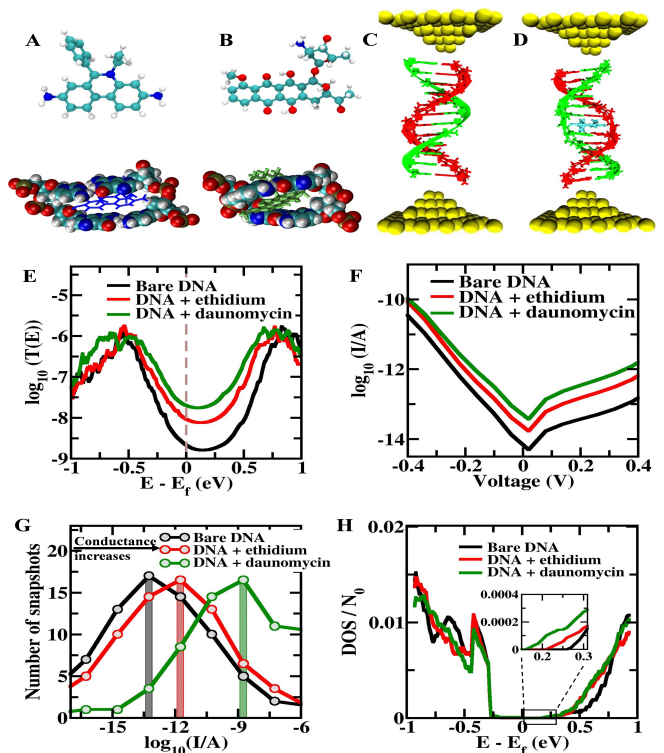 A
B
C
D
E
Bare DNA
DNA + ethidium
DNA + daunomycin
log10 (T(E))
-5
-6
-7
-8
-9
-1
-0.5
0
0.5
1
E - Ef (eV)
F
Bare DNA
DNA + ethidium
DNA + daunomycin
log10 (I/A)
-10
-12
-14
-0.4
-0.2
0.0
0.2
0.4
Voltage (V)
G
Conductance
increases
Bare DNA
DNA + ethidium
DNA + daunomycin
Number of snapshots
20
15
10
5
0
-15
-12
-9
-6
log10(I/A)
H
Bare DNA
DNA + ethidium
DNA + daunomycin
DOS / N0
0.02
0.01
0
0.0004
0.0002
0
0.2
0.3
-1
-0.5
0
0.5
1
E - Ef (eV)